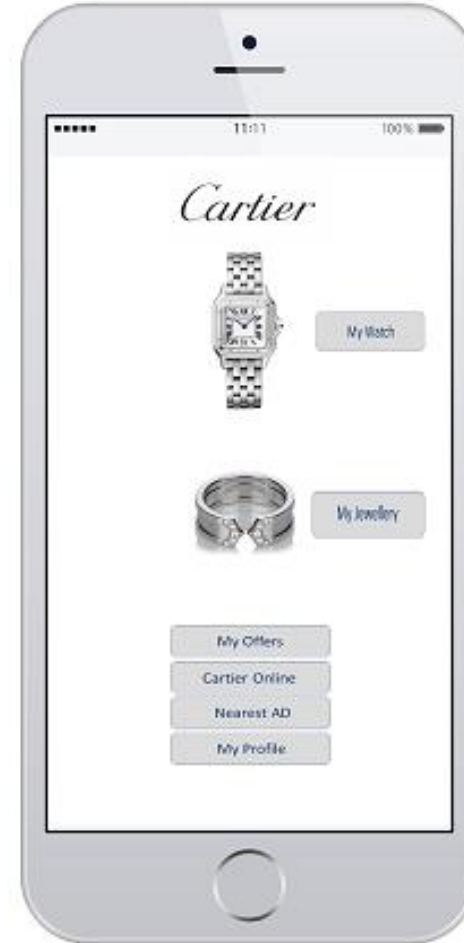 11:11 100%
Cartier
My Watch
My Jewellery
My Offers
Cartier Online
Nearest AD
My Profile